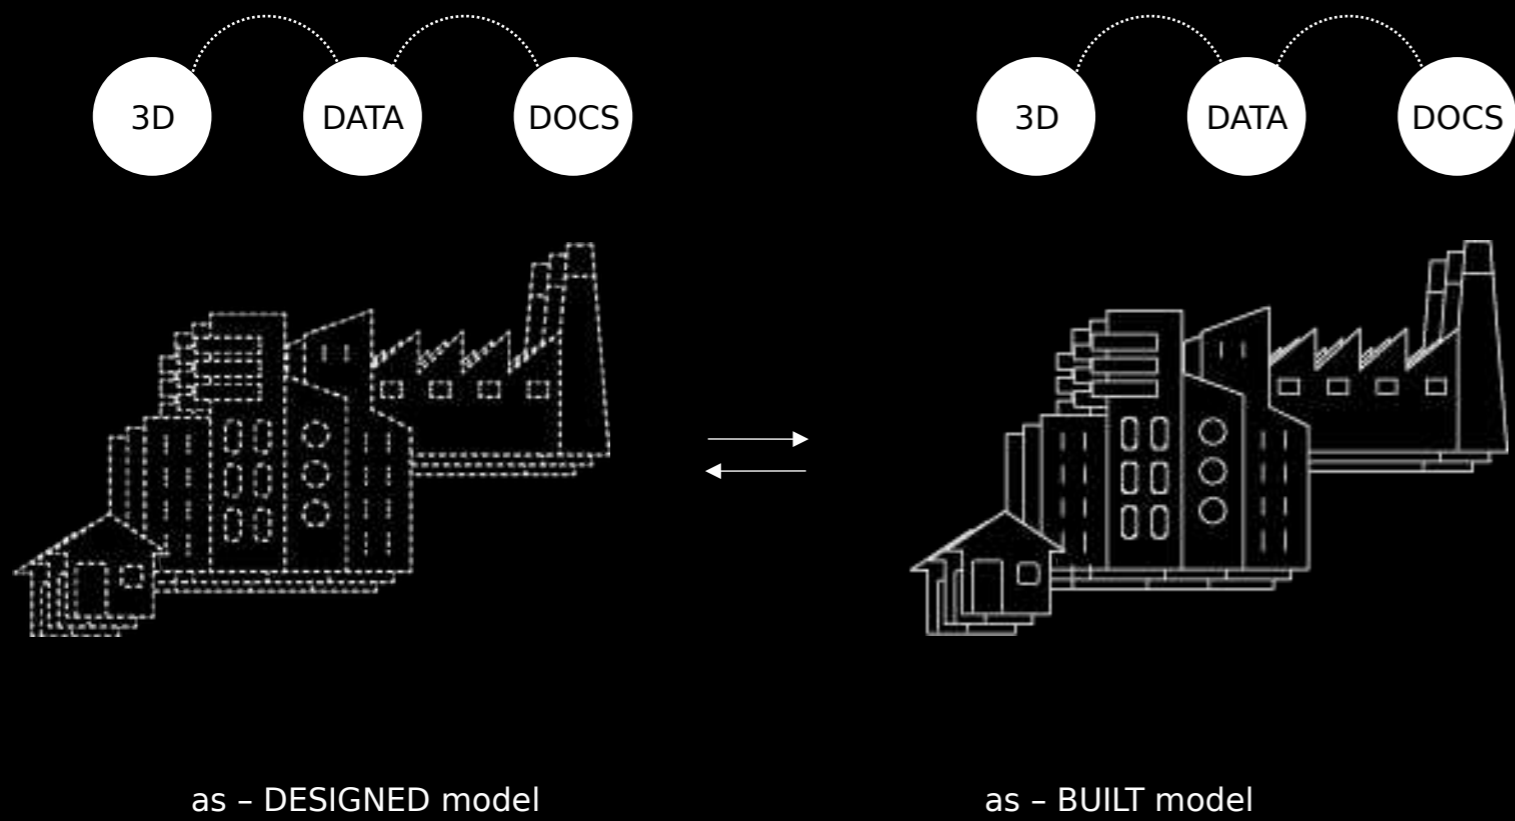 3D
DATA
DOCS
3D
DATA
DOCS
as – DESIGNED model
as – BUILT model